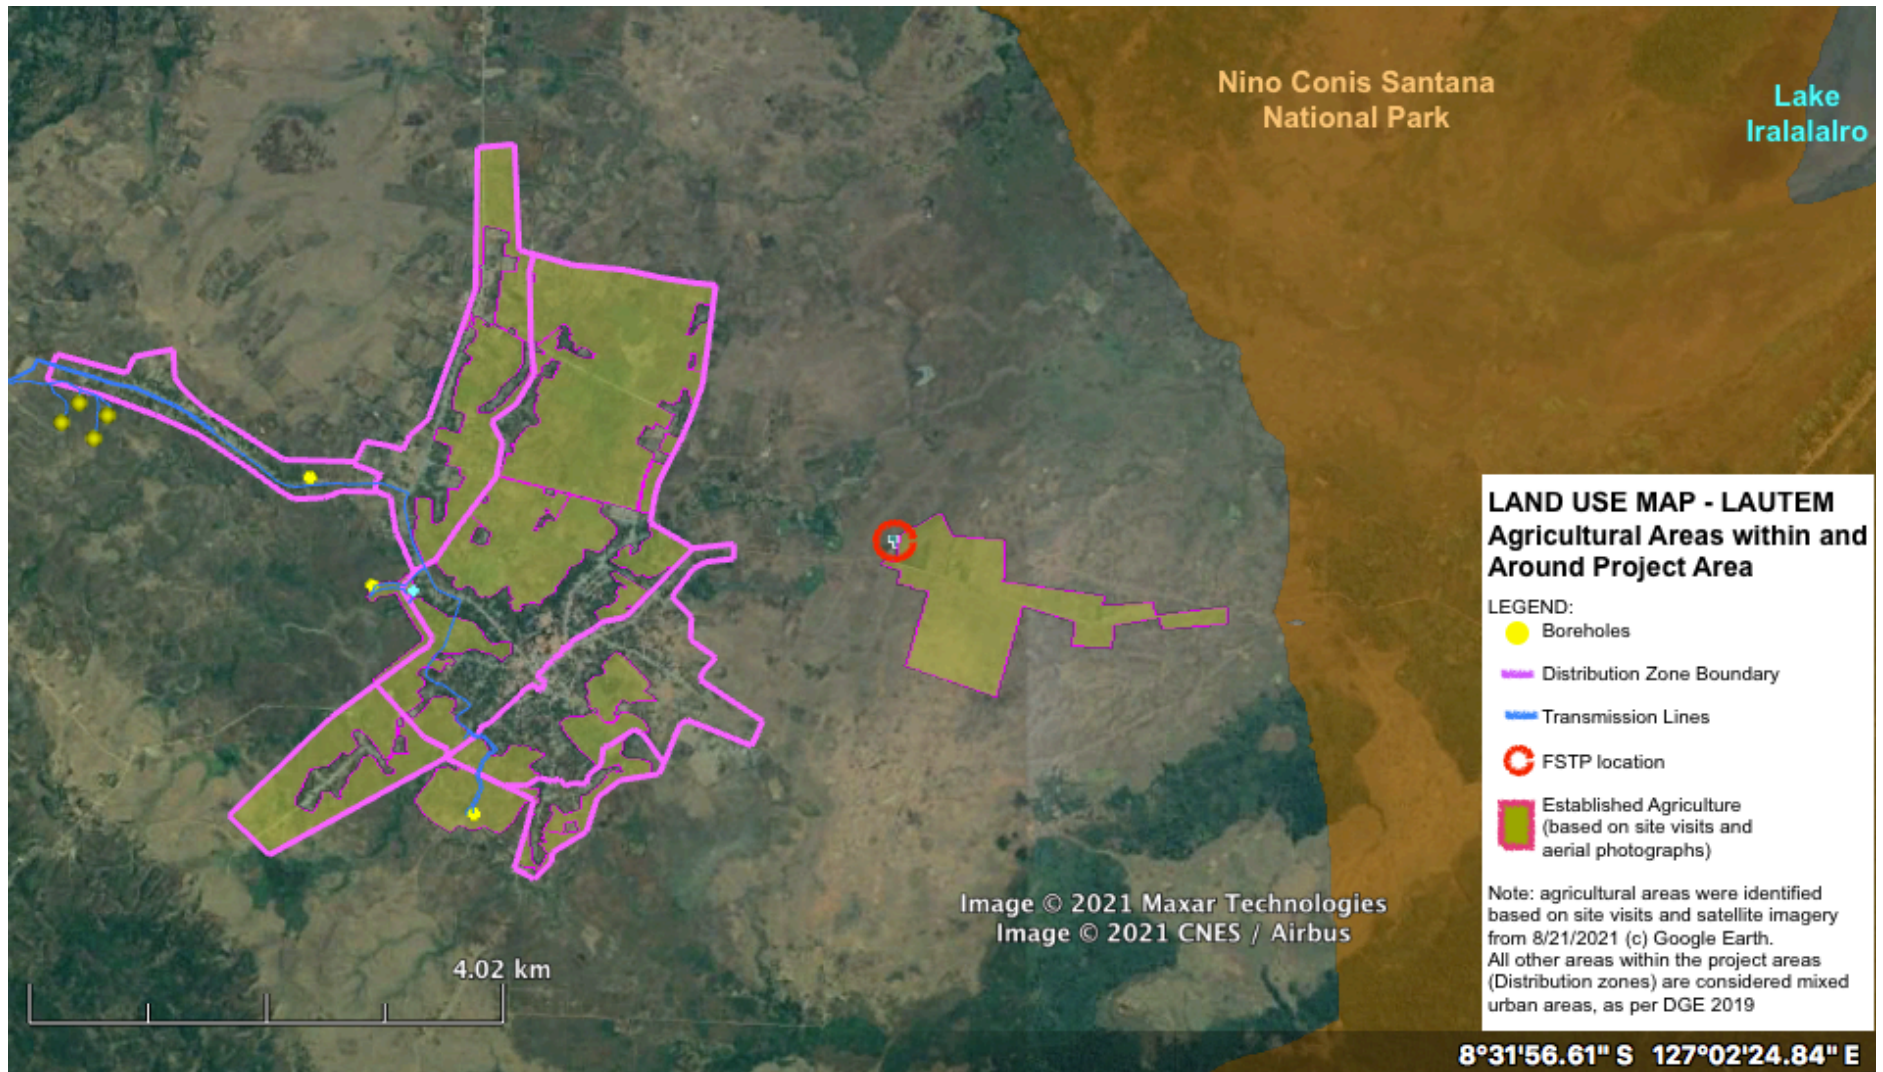 Nino Conis Santana
National Park
Lake
Iralalalro
LAND USE MAP - LAUTEM
Agricultural Areas within and
Around Project Area
LEGEND:
Boreholes
Distribution Zone Boundary
Transmission Lines
FSTP location
Established Agriculture
(based on site visits and
aerial photographs)
Note: agricultural areas were identified
based on site visits and satellite imagery
from 8/21/2021 (c) Google Earth.
All other areas within the project areas
(Distribution zones) are considered mixed
urban areas, as per DGE 2019
Image © 2021 Maxar Technologies
Image © 2021 CNES / Airbus
4.02 km
8°31'56.61" S 127°02'24.84" E